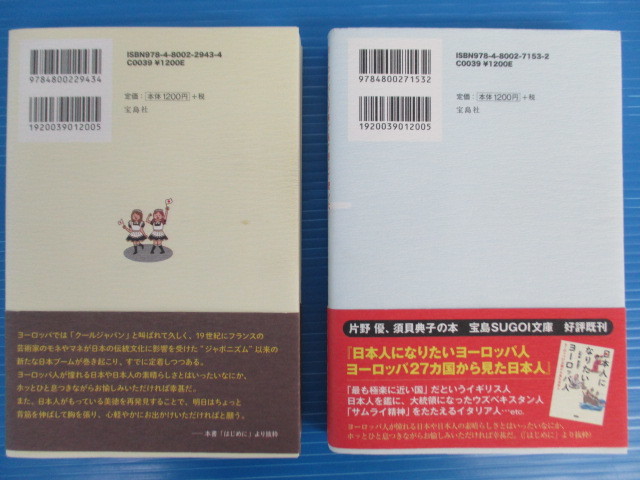 ISBN978-4-8002-2943-4
C0039 ¥1200E
9784800229434
定価：本体1200円+税
宝島社
1920039012005
ヨーロッパでは「クールジャパン」と叫ばれて久しく、19世紀にフランスの
芸術家のモネやマネが日本の伝統文化に影響を受けた"ジャポニズム"以来の
新たな日本ブームが巻き起こり、すでに定着しつつある。
ヨーロッパ人が憧れる日本や日本人の素晴らしさとはいったいなにか、
ホッとひと息つきながらお愉しみいただければ幸甚だ。
また、日本人がもっている美徳を再発見することで、明日はちょっと
背筋を伸ばして胸を張り、心軽やかにお出かけいただければと願う。
——本書「はじめに」より抜粋
ISBN978-4-8002-7153-2
C0039 ¥1200E
9784800271532
定価：本体1200円+税
宝島社
1920039012005
片野 優、須貝典子の本 宝島SUGOI文庫 好評既刊
『日本人になりたいヨーロッパ人
ヨーロッパ27カ国から見た日本人』
「最も極楽に近い国」だというイギリス人
日本人を鑑に、大統領になったウズベキスタン人
「サムライ精神」をたたえるイタリア人…etc.
日本人に
なりたい
ヨーロッパ人
ヨーロッパ人が憧れる日本や日本人の素晴らしさとはいったいなにか、
ホッとひと息つきながらお愉しみいただければ幸甚だ。（「はじめに」より抜粋）